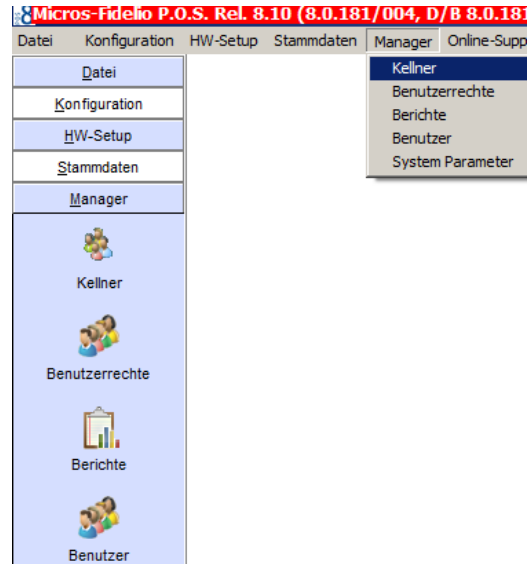 Micros-Fidelio P.O.S. Rel. 8.10 (8.0.181/004, D/B 8.0.181
Datei Konfiguration HW-Setup Stammdaten Manager Online-Supp
Kellner
Benutzerrechte
Berichte
Benutzer
System Parameter
Datei
Konfiguration
HW-Setup
Stammdaten
Manager
Kellner
Benutzerrechte
Berichte
Benutzer